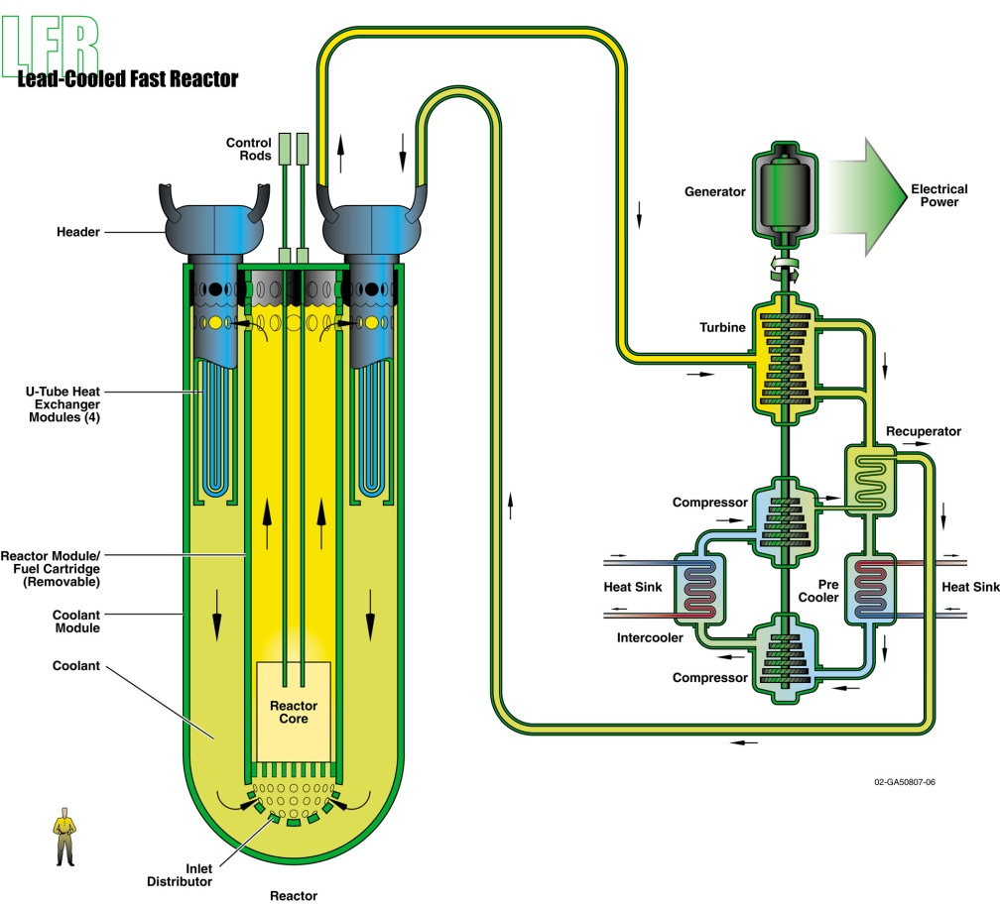 LFR
Lead-Cooled Fast Reactor
Control
Rods
Header
U-Tube Heat
Exchanger
Modules (4)
Reactor Module/
Fuel Cartridge
(Removable)
Coolant
Module
Coolant
Reactor
Core
Inlet
Distributor
Reactor
Generator
Electrical
Power
Turbine
Recuperator
Compressor
Heat Sink
Pre
Cooler
Heat Sink
Intercooler
Compressor
02-GA50807-06